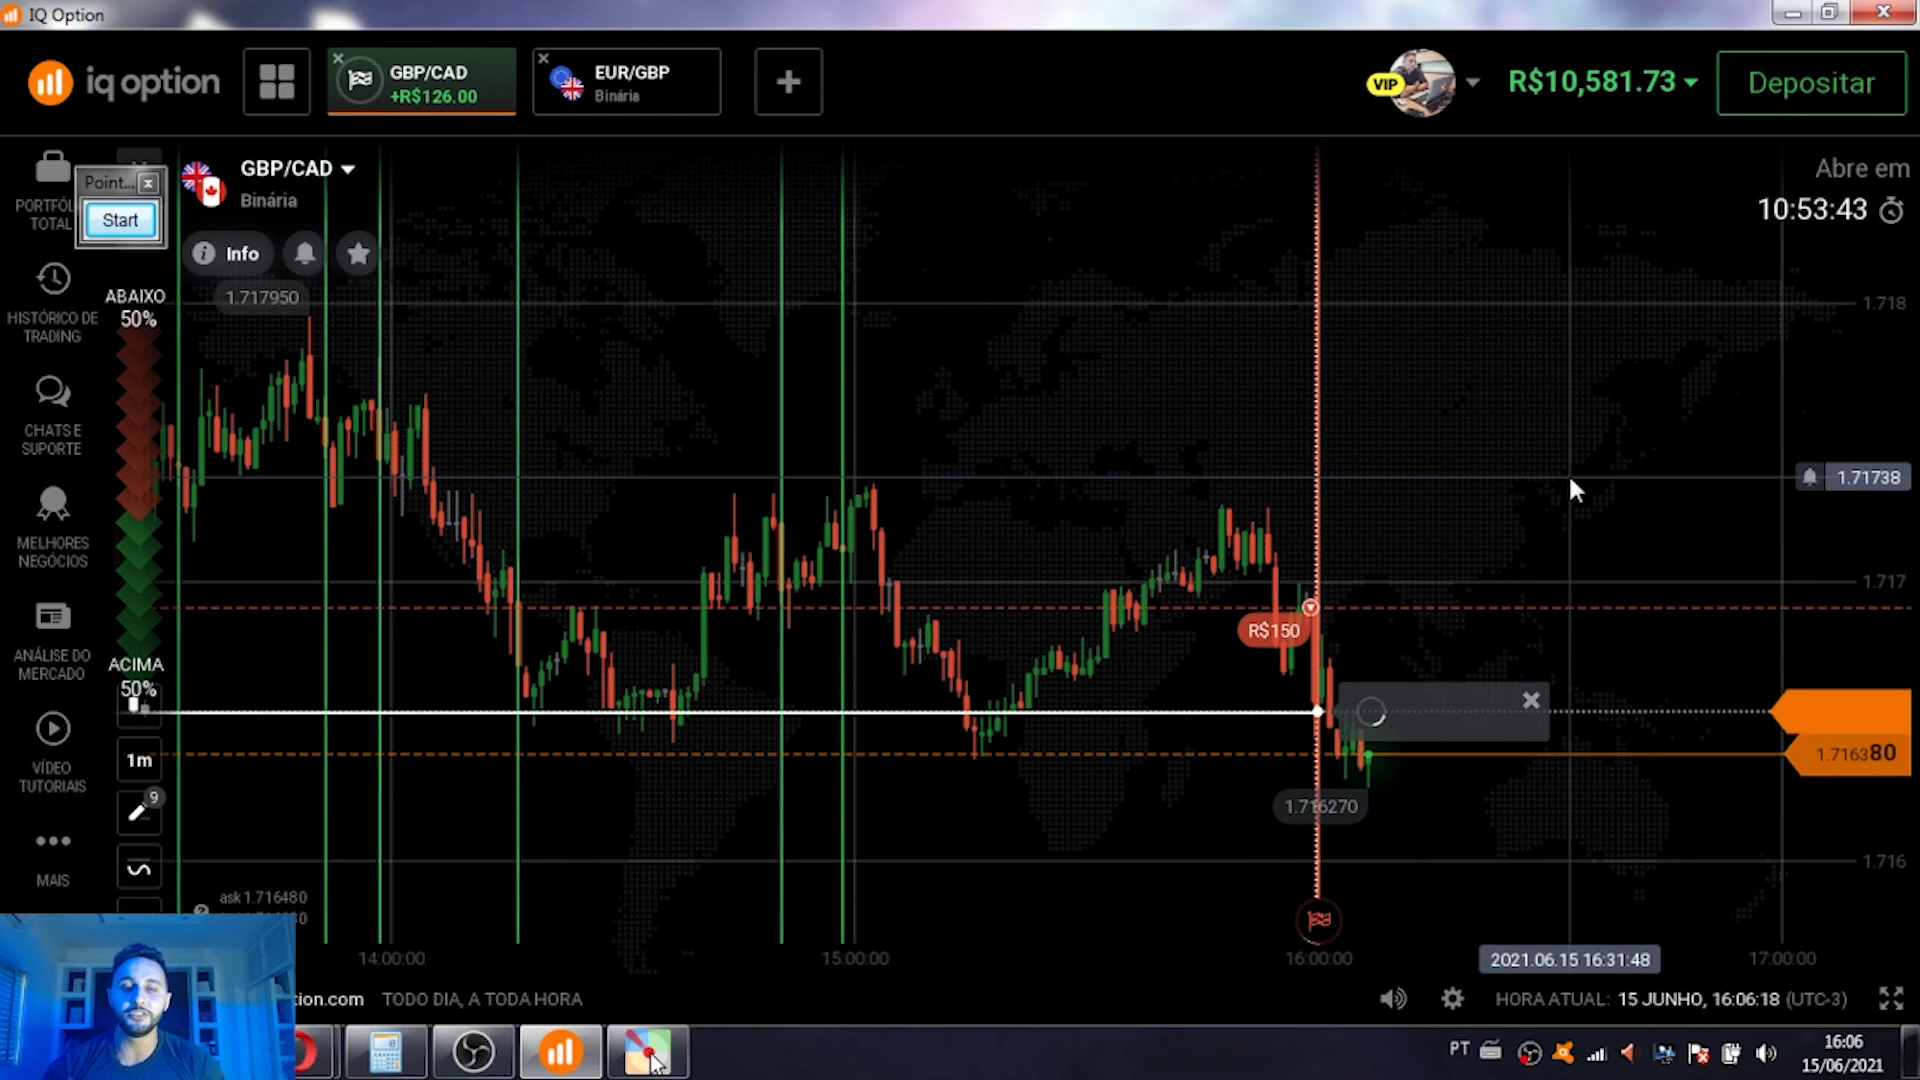 IQ Option
iq option
GBP/CAD
+R$126.00
EUR/GBP
Binária
VIP
R$10,581.73
Depositar
Point...
Start
PORTFÓL
TOTAL
GBP/CAD
Binária
Abre em
10:53:43
Info
1.717950
HISTÓRICO DE
TRADING
ABAIXO
50%
1.718
CHATS E
SUPORTE
1.71738
MELHORES
NEGÓCIOS
1.717
R$150
ANÁLISE DO
MERCADO
ACIMA
50%
VÍDEO
TUTORIAIS
1m
1.716380
9
1.716270
MAIS
1.716
ask 1.716480
14:00:00
15:00:00
16:00:00
2021.06.15 16:31:48
17:00:00
tion.com
TODO DIA, A TODA HORA
HORA ATUAL: 15 JUNHO, 16:06:18 (UTC-3)
PT
16:06
15/06/2021